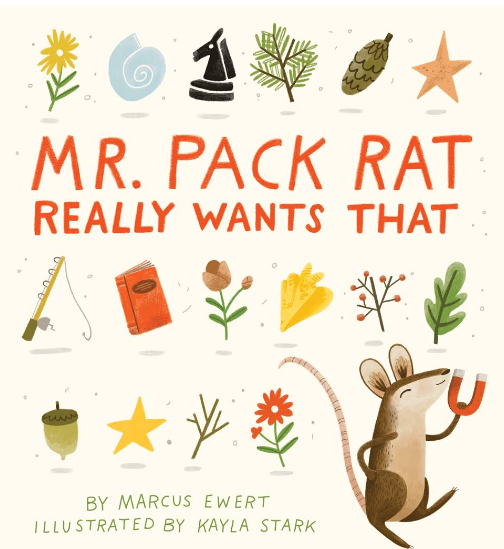 MR. PACK RAT
REALLY WANTS THAT
BY MARCUS EWERT
ILLUSTRATED BY KAYLA STARK